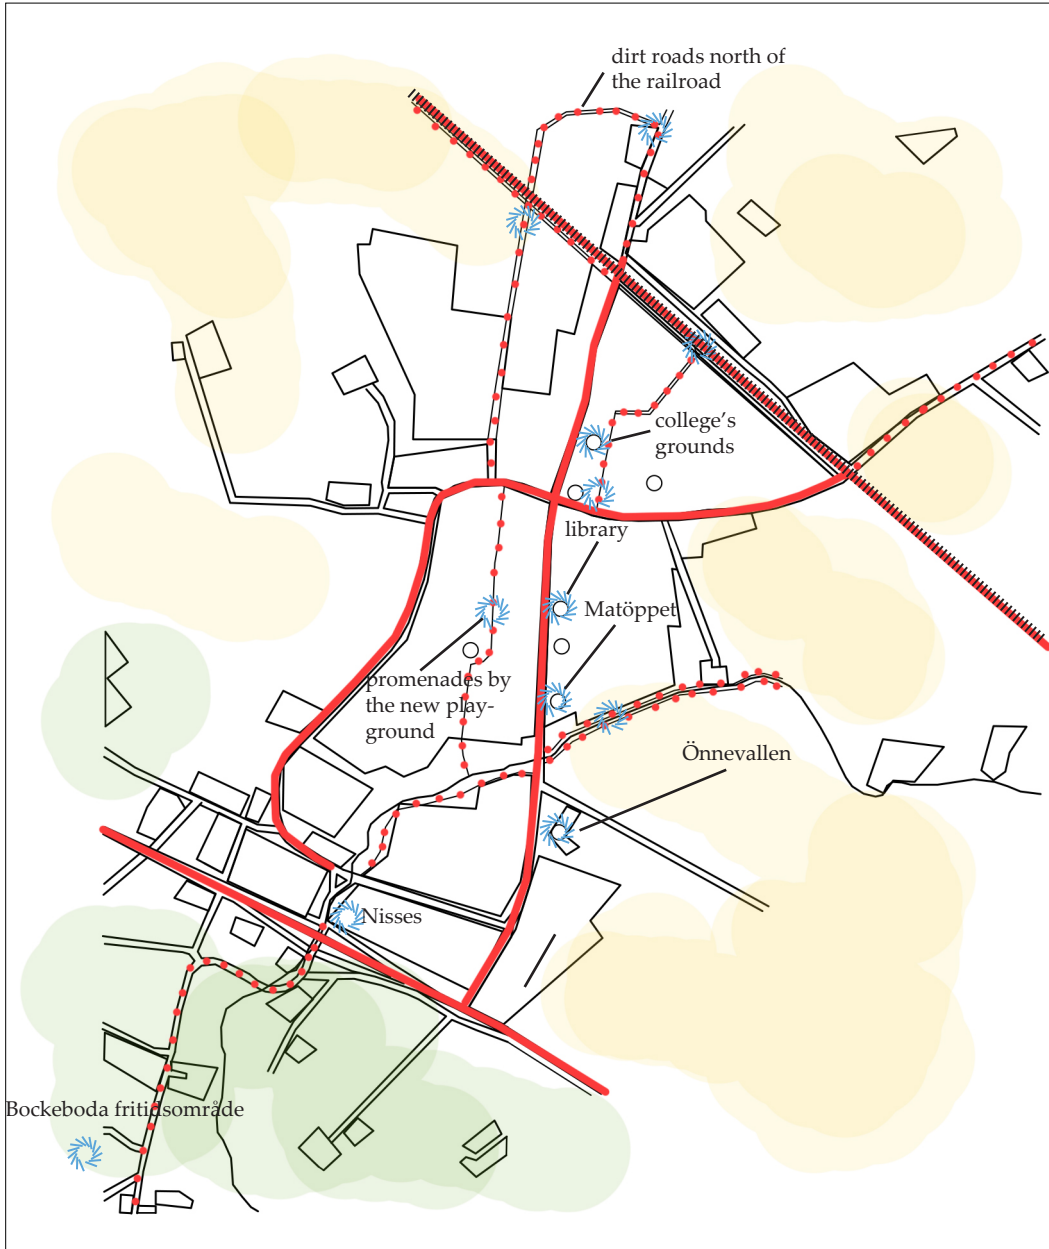 dirt roads north of
the railroad
college's
grounds
library
Matöppet
promenades by
the new play-
ground
Önnevallen
Nisses
Bockeboda fritidsområde